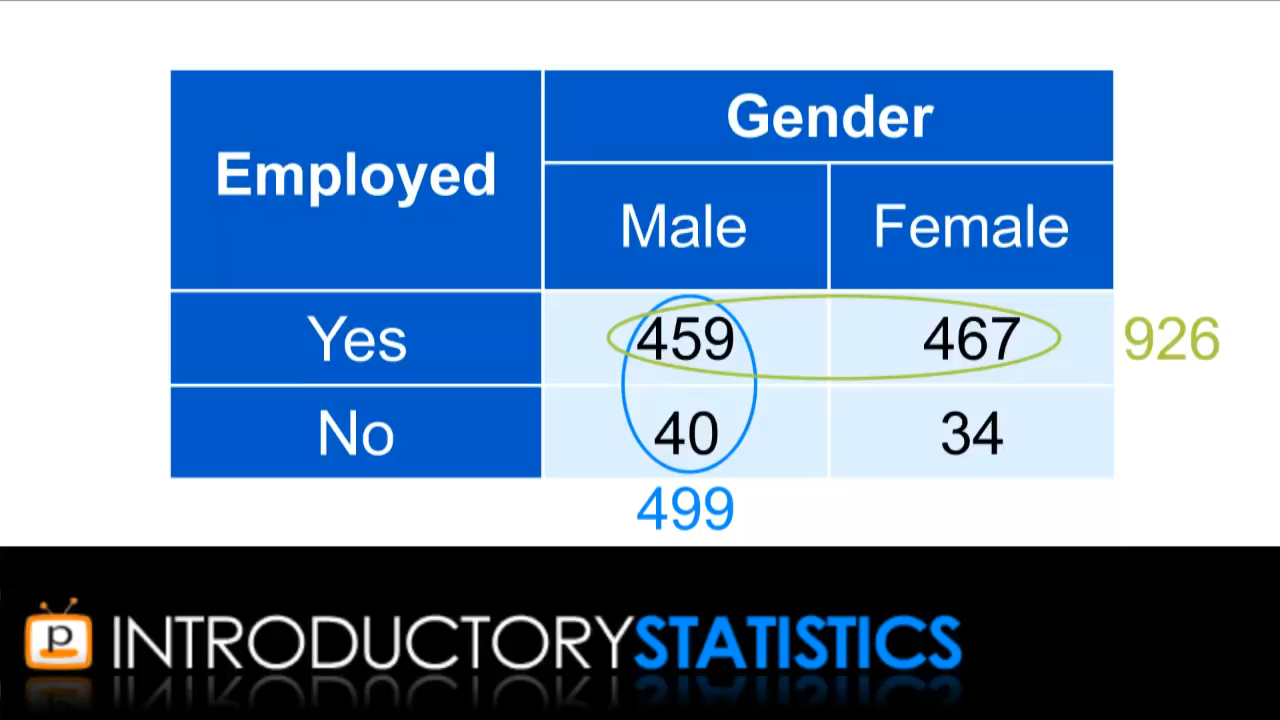 Employed
Gender
Male Female
Yes 459 467 926
No 40 34
499
p INTRODUCTORYSTATISTICS